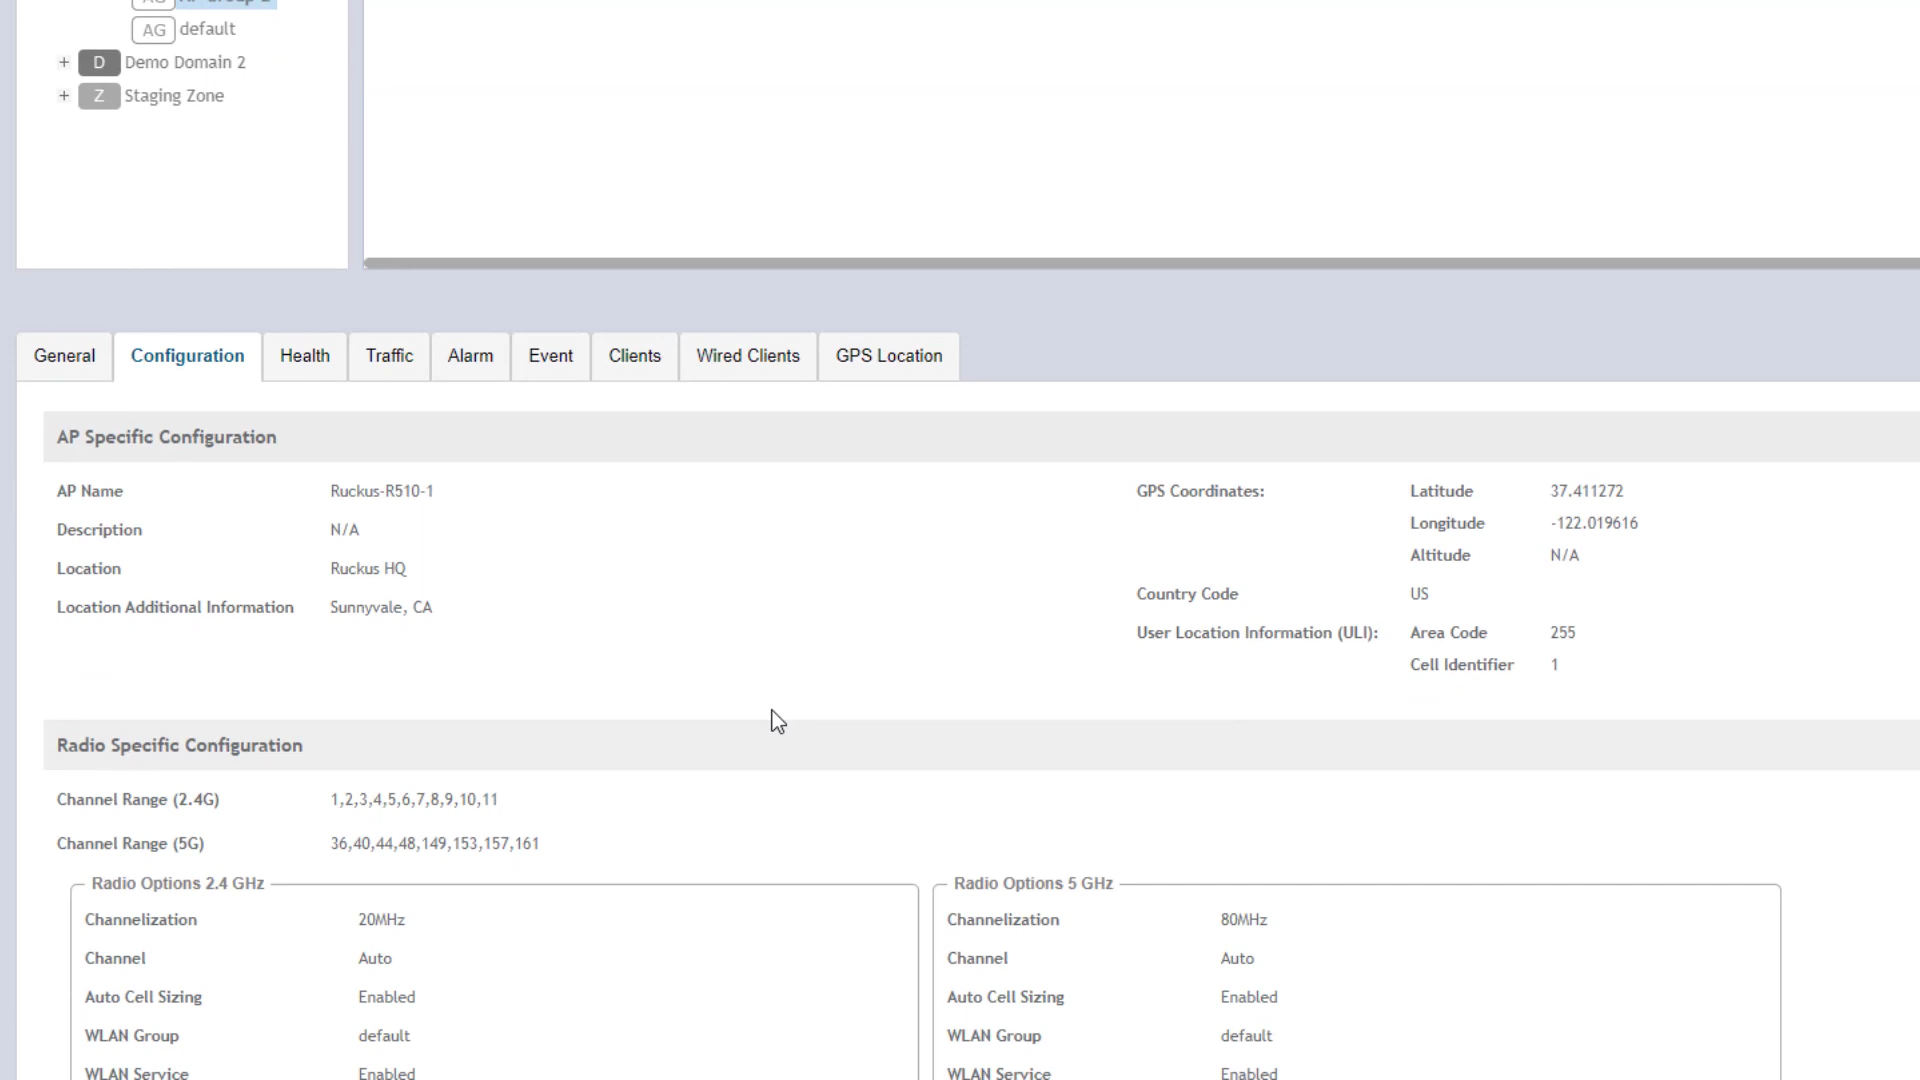 AG default
+ D Demo Domain 2
+ Z Staging Zone
General Configuration Health Traffic Alarm Event Clients Wired Clients GPS Location
AP Specific Configuration
AP Name Ruckus-R510-1 GPS Coordinates: Latitude 37.411272
Longitude -122.019616
Description N/A
Altitude N/A
Location Ruckus HQ
Country Code US
Location Additional Information Sunnyvale, CA
User Location Information (ULI): Area Code 255
Cell Identifier 1
Radio Specific Configuration
Channel Range (2.4G) 1,2,3,4,5,6,7,8,9,10,11
Channel Range (5G) 36,40,44,48,149,153,157,161
Radio Options 2.4 GHz Radio Options 5 GHz
Channelization 20MHz Channelization 80MHz
Channel Auto Channel Auto
Auto Cell Sizing Enabled Auto Cell Sizing Enabled
WLAN Group default WLAN Group default
WLAN Service Enabled WLAN Service Enabled